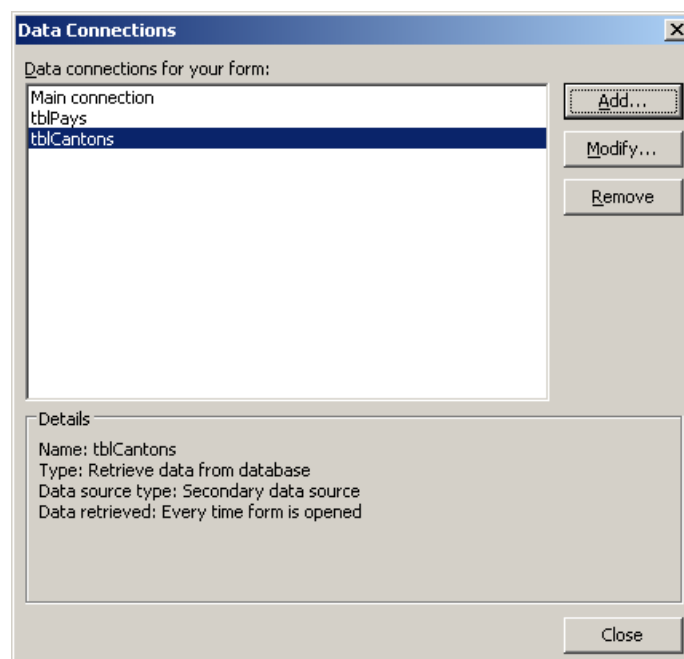 Data Connections
Data connections for your form:
Main connection
tblPays
tblCantons
Add...
Modify...
Remove
Details
Name: tblCantons
Type: Retrieve data from database
Data source type: Secondary data source
Data retrieved: Every time form is opened
Close